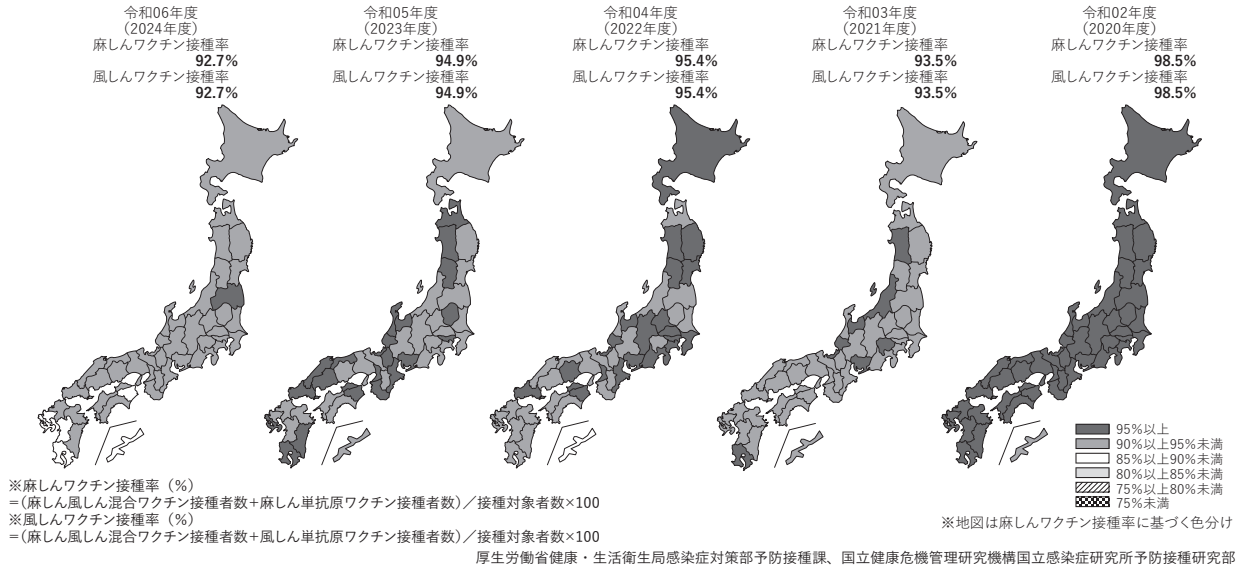 令和06年度
（2024年度）
麻しんワクチン接種率
92.7%
風しんワクチン接種率
92.7%
令和05年度
（2023年度）
麻しんワクチン接種率
94.9%
風しんワクチン接種率
94.9%
令和04年度
（2022年度）
麻しんワクチン接種率
95.4%
風しんワクチン接種率
95.4%
令和03年度
（2021年度）
麻しんワクチン接種率
93.5%
風しんワクチン接種率
93.5%
令和02年度
（2020年度）
麻しんワクチン接種率
98.5%
風しんワクチン接種率
98.5%
95%以上
90%以上95%未満
85%以上90%未満
80%以上85%未満
75%以上80%未満
75%未満
※地図は麻しんワクチン接種率に基づく色分け
※麻しんワクチン接種率（%）
=(麻しん風しん混合ワクチン接種者数+麻しん単抗原ワクチン接種者数)／接種対象者数×100
※風しんワクチン接種率（%）
=(麻しん風しん混合ワクチン接種者数+風しん単抗原ワクチン接種者数)／接種対象者数×100
厚生労働省健康・生活衛生局感染症対策部予防接種課、国立健康危機管理研究機構国立感染症研究所予防接種研究部